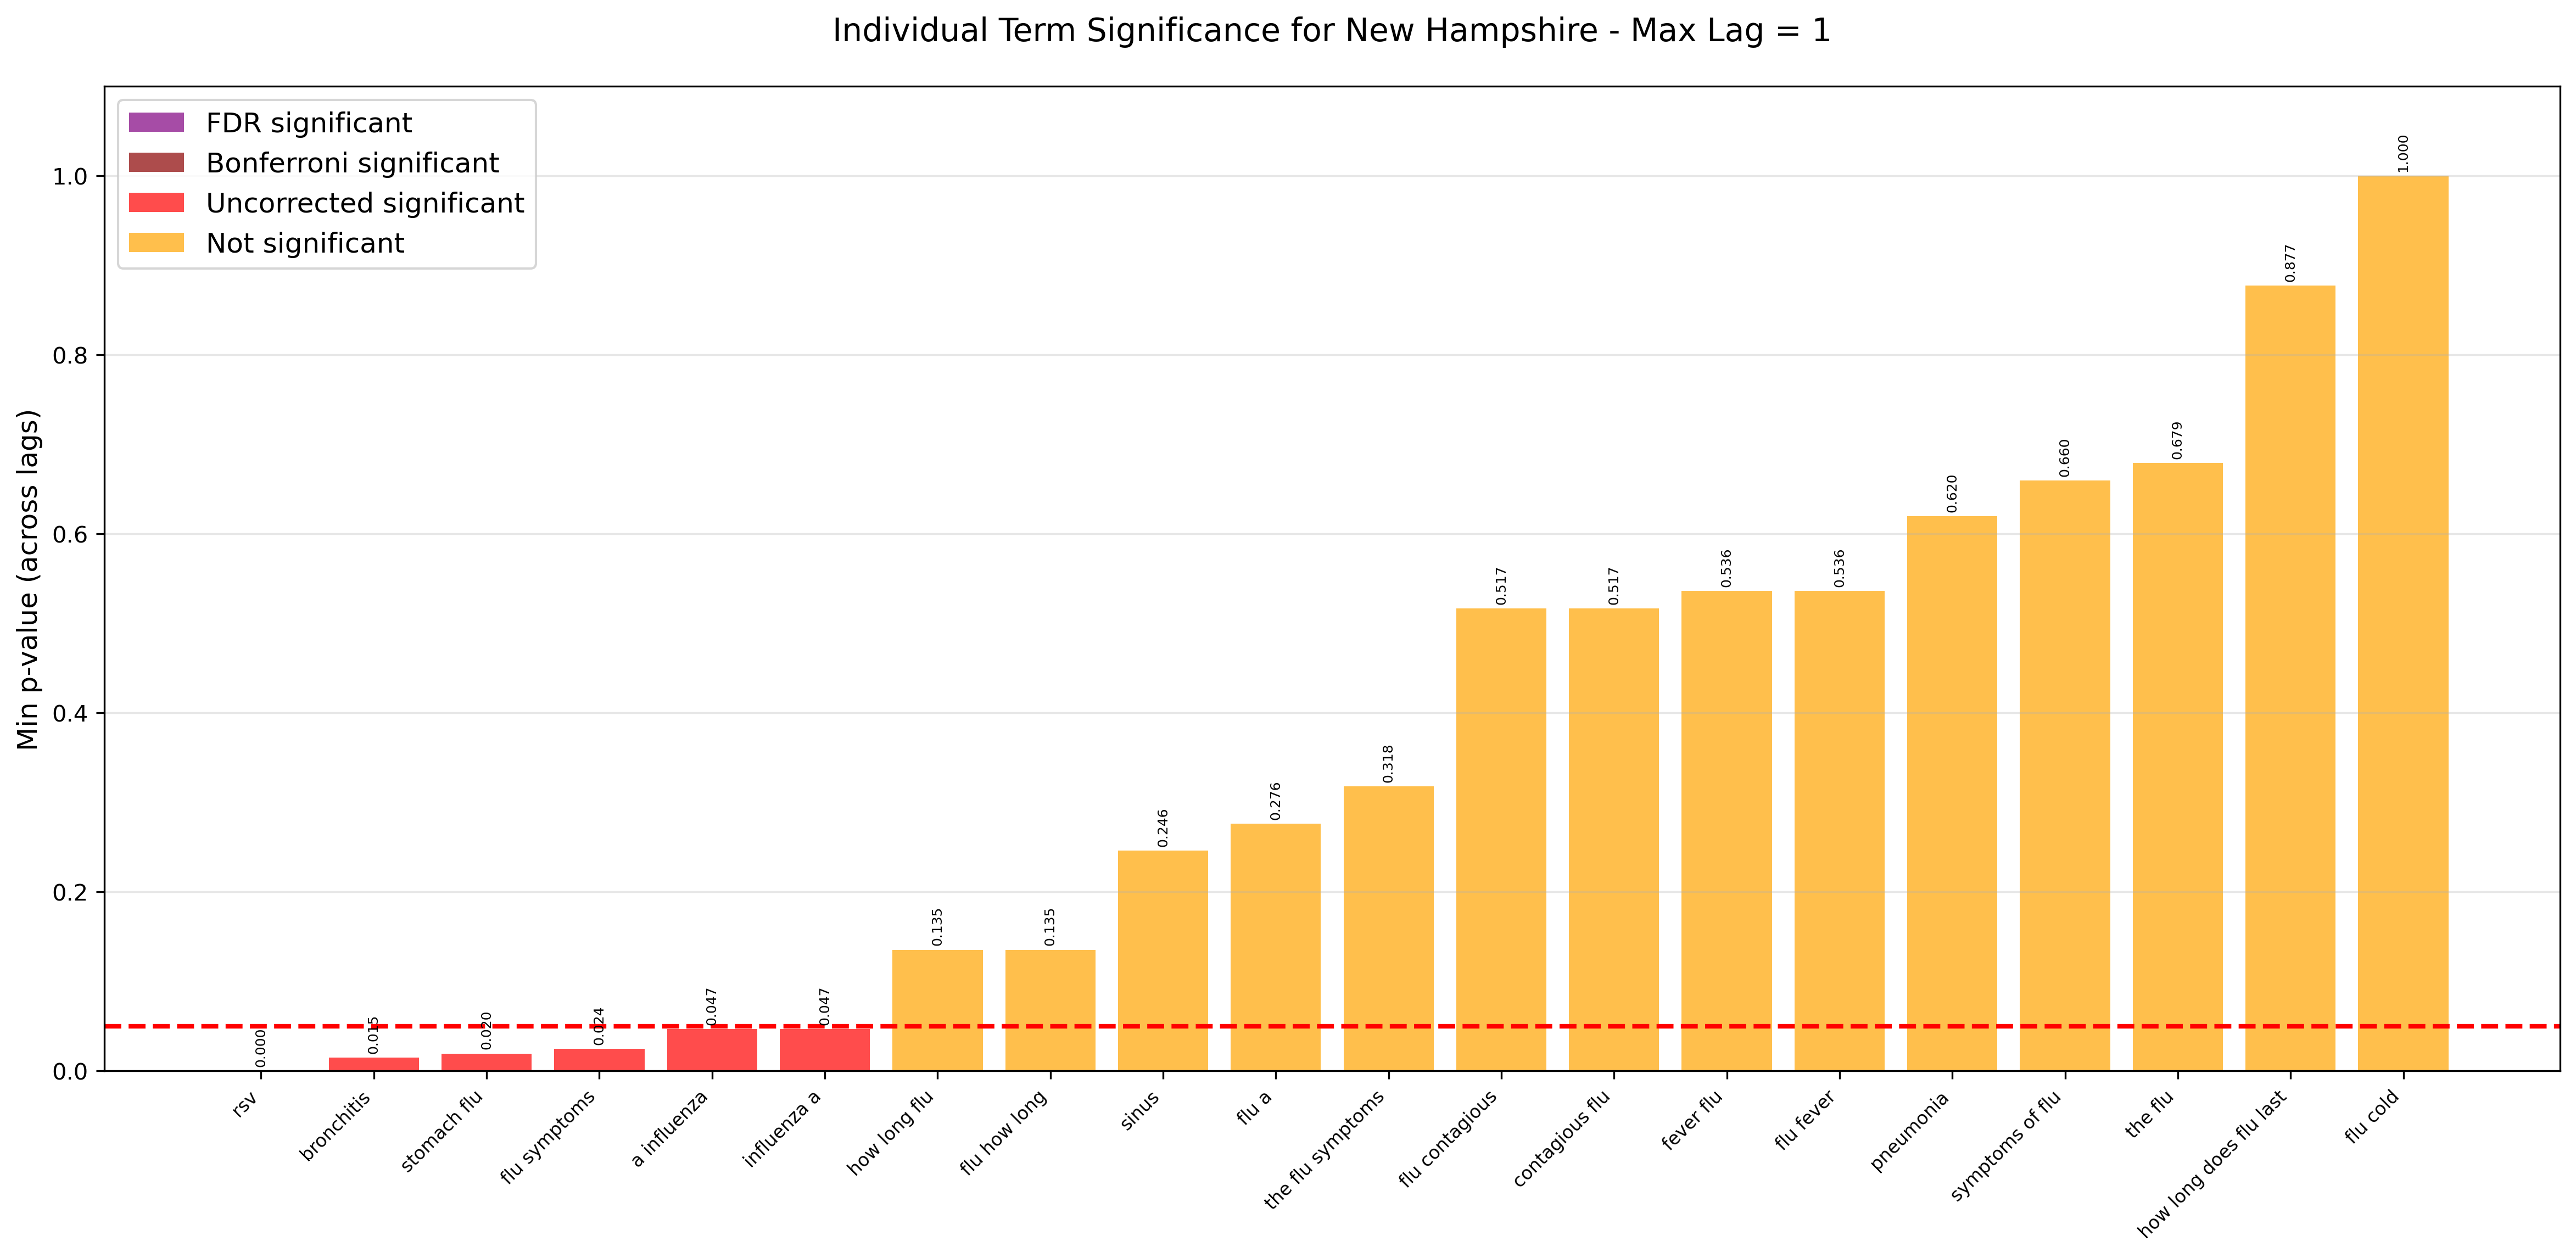 Individual Term Significance for New Hampshire - Max Lag = 1
FDR significant
Bonferroni significant
Uncorrected significant
Not significant
Min p-value (across lags)
1.0
0.8
0.6
0.4
0.2
0.0
0.000
0.015
0.020
0.024
0.047
0.047
0.135
0.135
0.246
0.276
0.318
0.517
0.517
0.536
0.536
0.620
0.660
0.679
0.877
1.000
rsv
bronchitis
stomach flu
flu symptoms
a influenza
influenza a
how long flu
flu how long
sinus
flu a
the flu symptoms
flu contagious
contagious flu
fever flu
flu fever
pneumonia
symptoms of flu
the flu
how long does flu last
flu cold